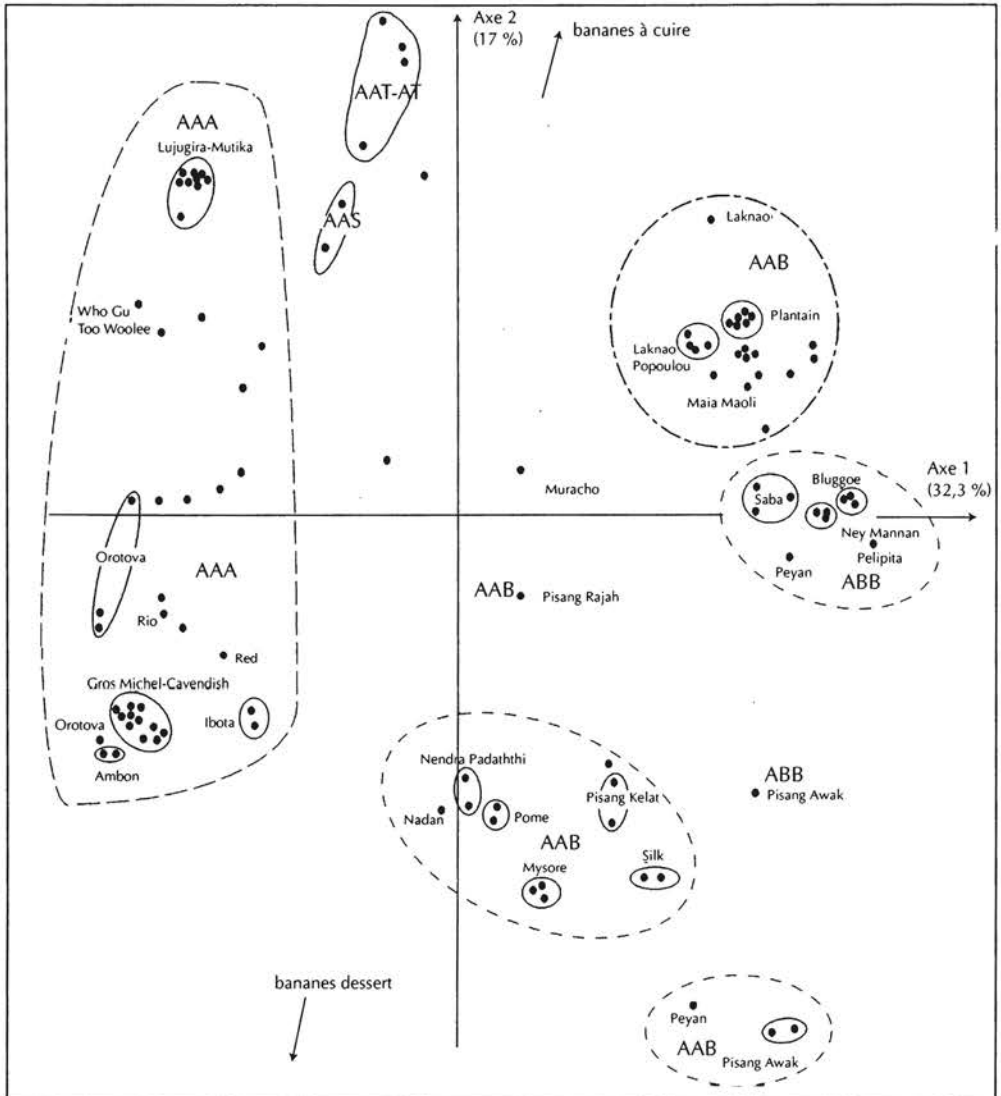 Axe 2
(17 %)
bananes à cuire
AAT-AT
AAA
Lujugira-Mutika
AAS
Laknao
AAB
Plantain
Laknao
Popoulou
Maia Maoli
Who Gu
Too Woolee
Axe 1
(32,3 %)
Muracho
Bluggoe
Saba
Ney Mannan
Pelipita
Peyan
ABB
Orotova
AAA
AAB
Pisang Rajah
Rio
Red
Gros Michel-Cavendish
Orotova
Ibota
Ambon
Nendra Padaththi
ABB
Pisang Awak
Pisang Kelat
Nadan
Pome
AAB
Mysore
Silk
bananes dessert
Peyan
AAB
Pisang Awak